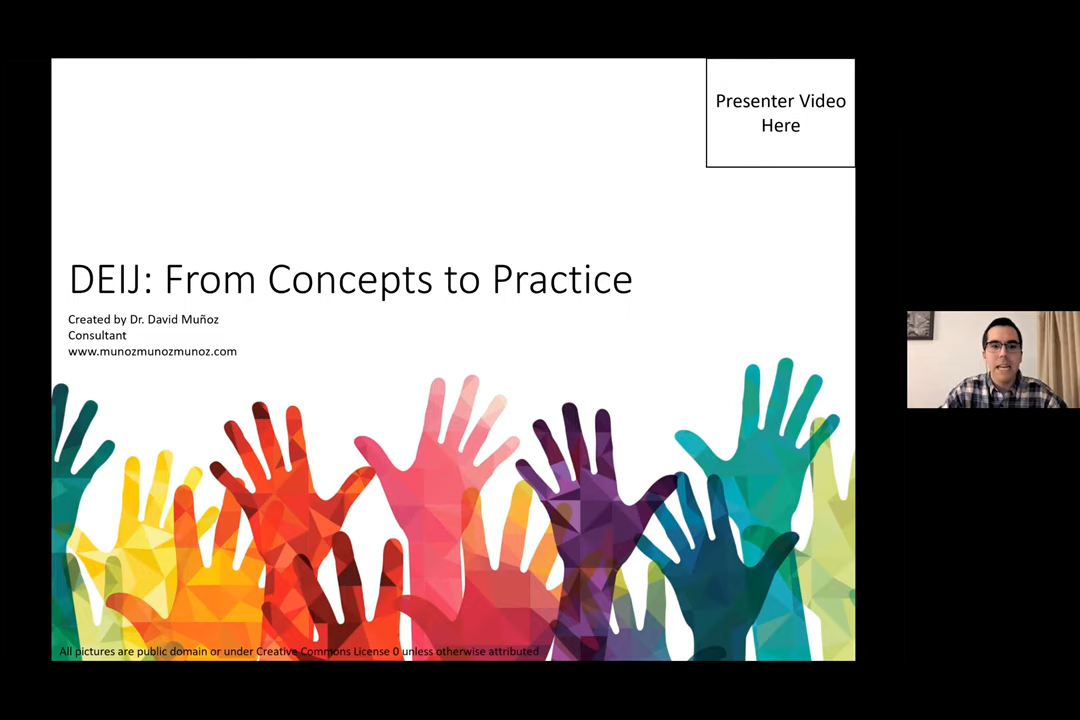 Presenter Video
Here
DEIJ: From Concepts to Practice
Created by Dr. David Muñoz
Consultant
www.munozmunozmunoz.com
All pictures are public domain or under Creative Commons License 0 unless otherwise attributed